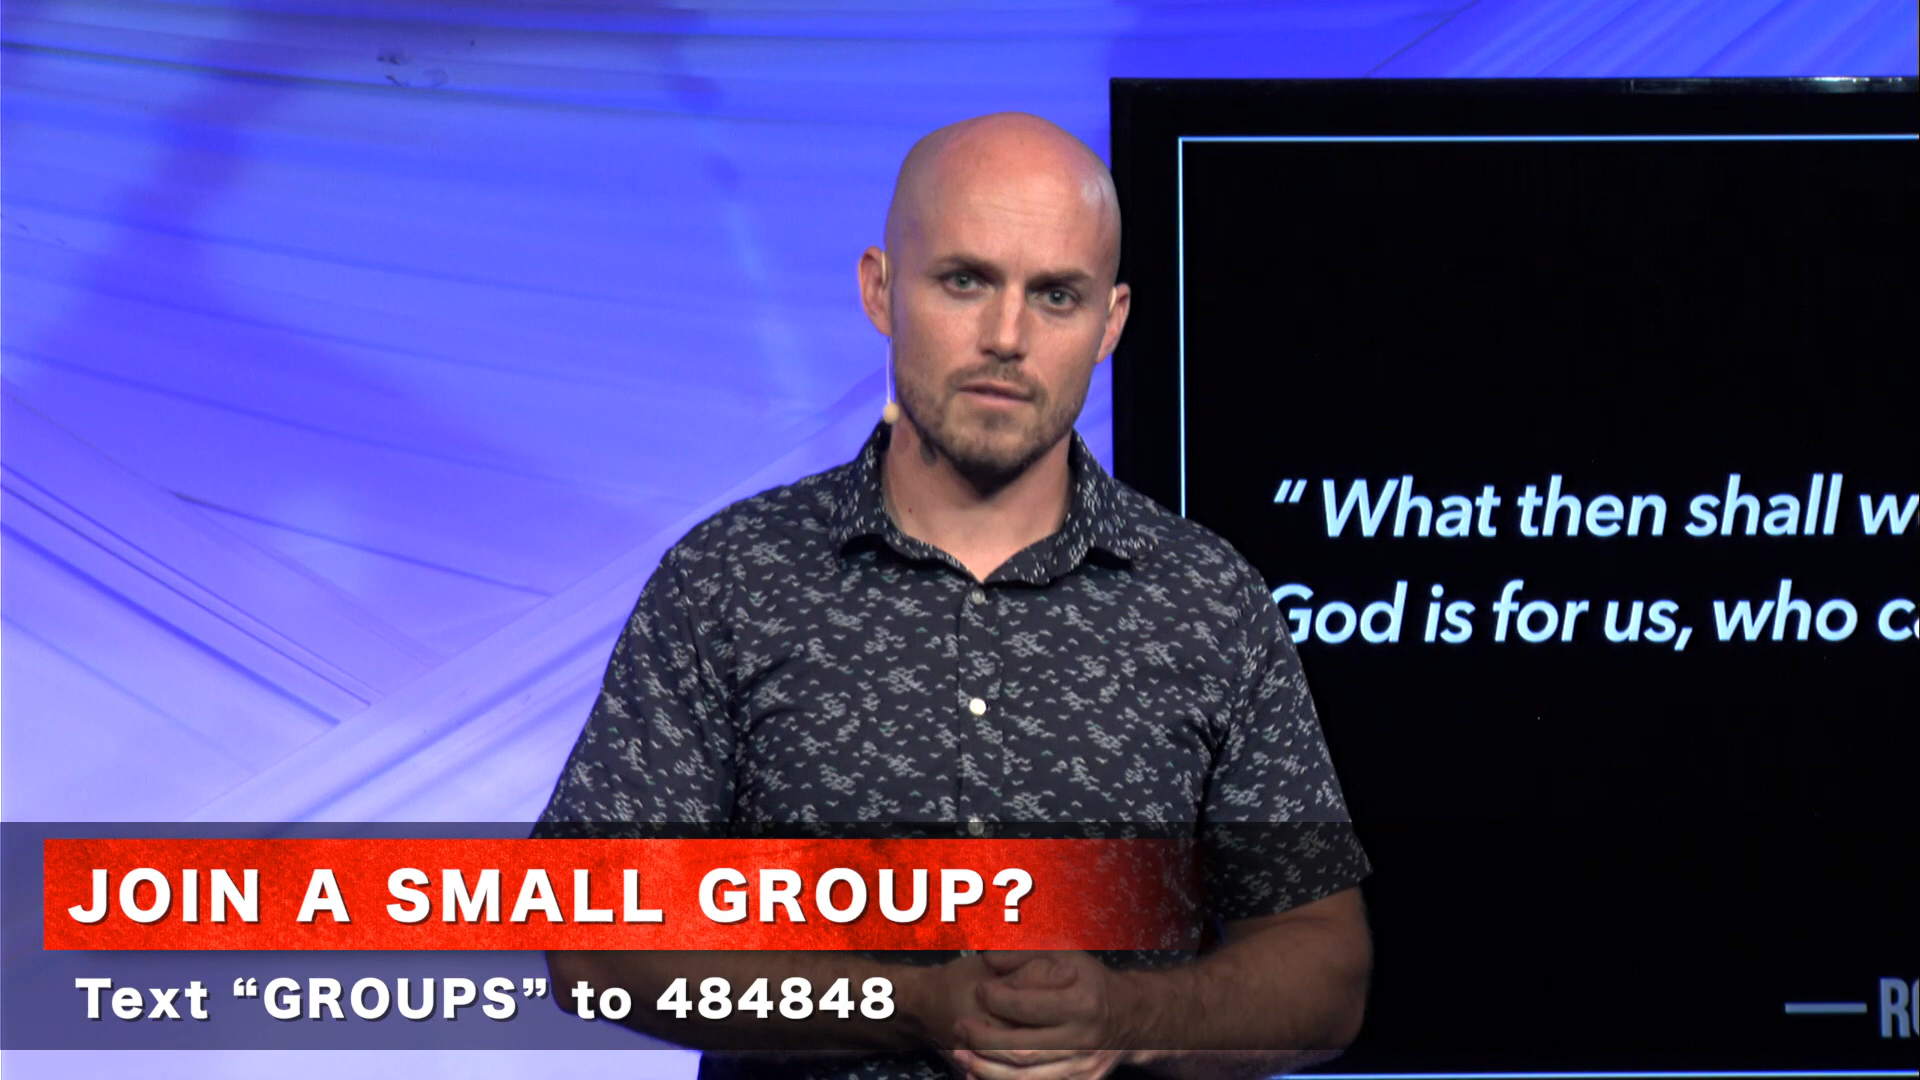 “ What then shall
God is for us, who
JOIN A SMALL GROUP?
Text “GROUPS” to 484848